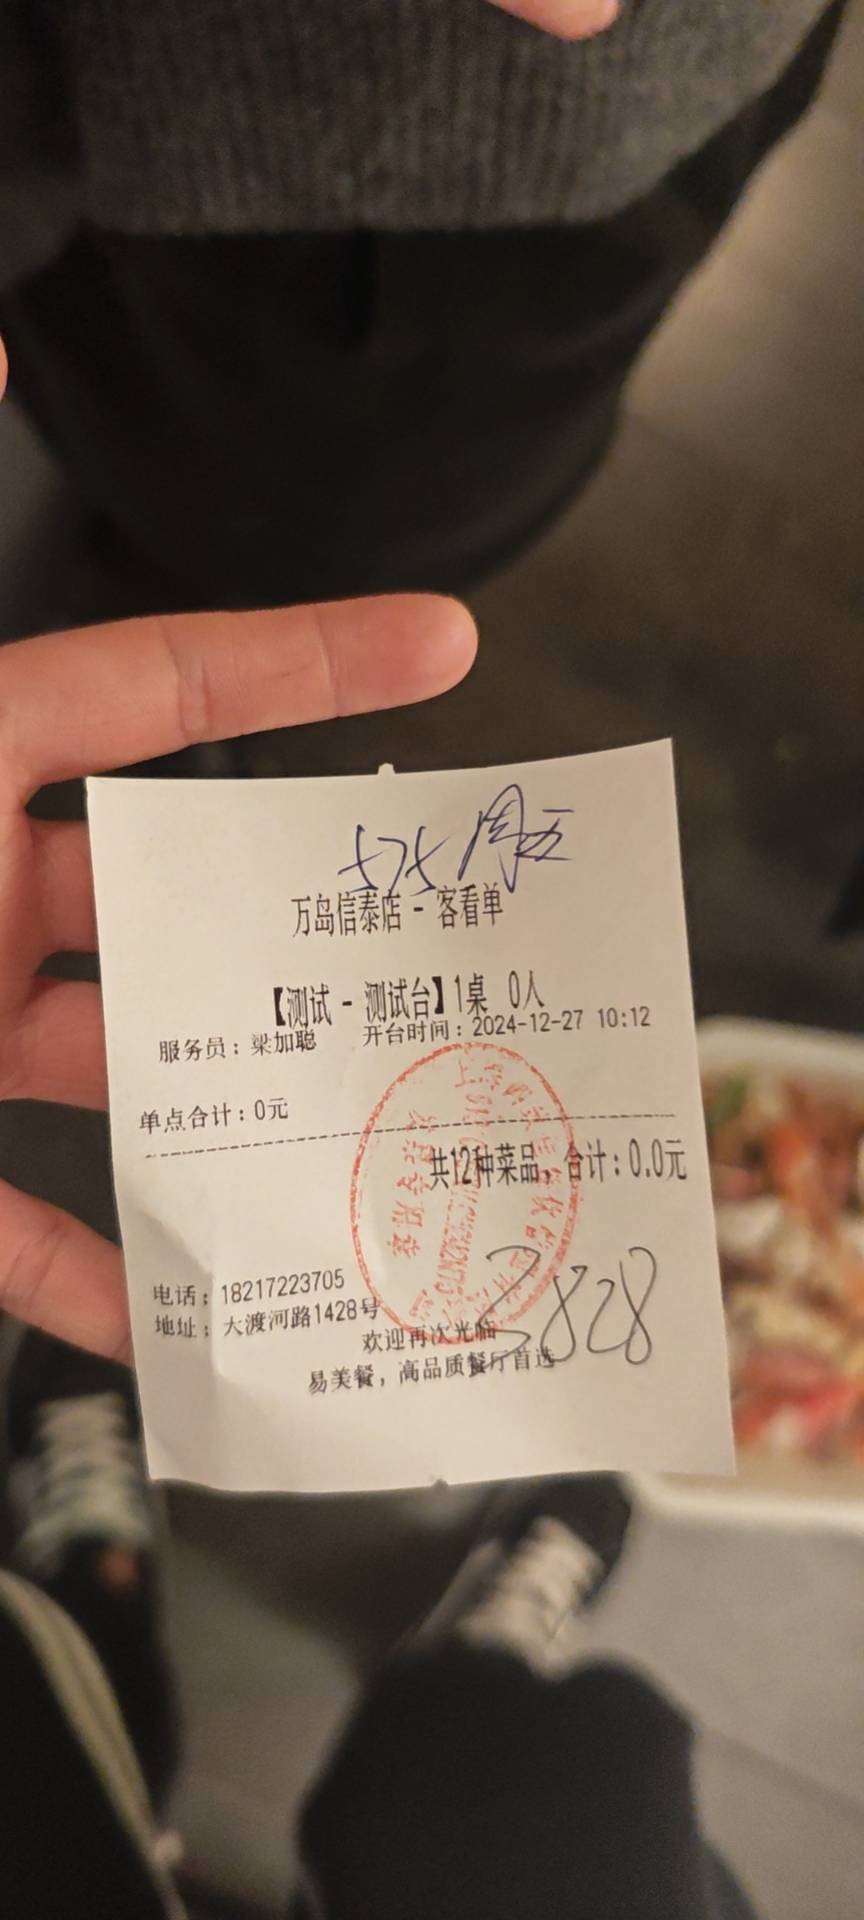 575 周五
万岛信泰店 - 客看单
【测试 - 测试台】1桌 0人
服务员：梁加聪 开台时间：2024-12-27 10:12
单点合计：0元
共12种菜品，合计：0.0元
电话：18217223705
地址：大渡河路1428号
3828
欢迎再次光临
易美餐，高品质餐厅首选